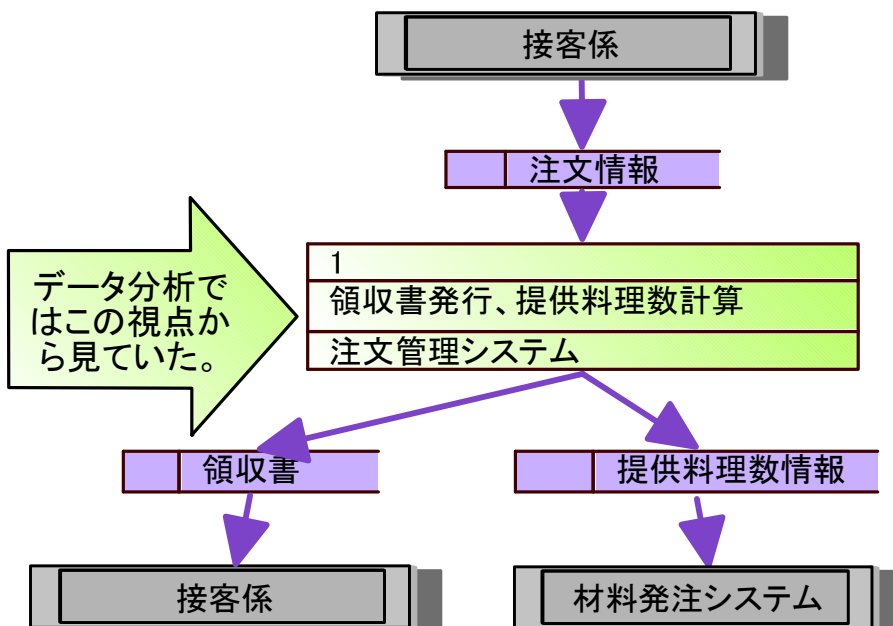 接客係
注文情報
データ分析で
はこの視点か
ら見ていた。
1
領収書発行、提供料理数計算
注文管理システム
領収書
提供料理数情報
接客係
材料発注システム